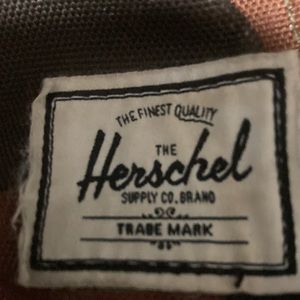 THE FINEST QUALITY
THE
Herschel
SUPPLY CO. BRAND
TRADE MARK